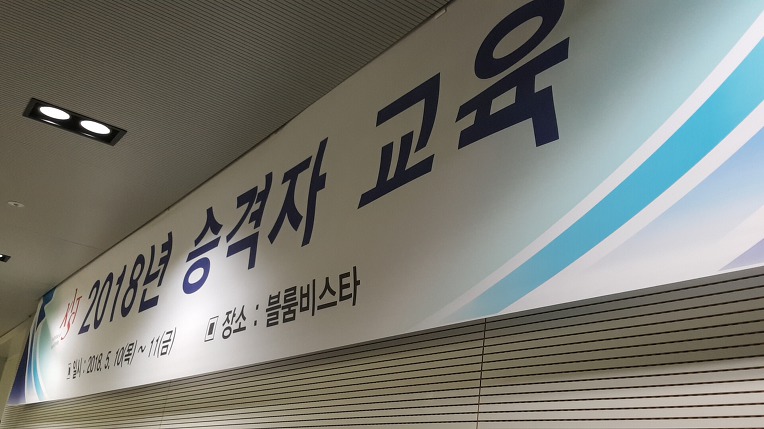 2018년 승격자 교육
일시 : 2018. 5. 10(목) ~ 11(금)
장소 : 블룸비스타